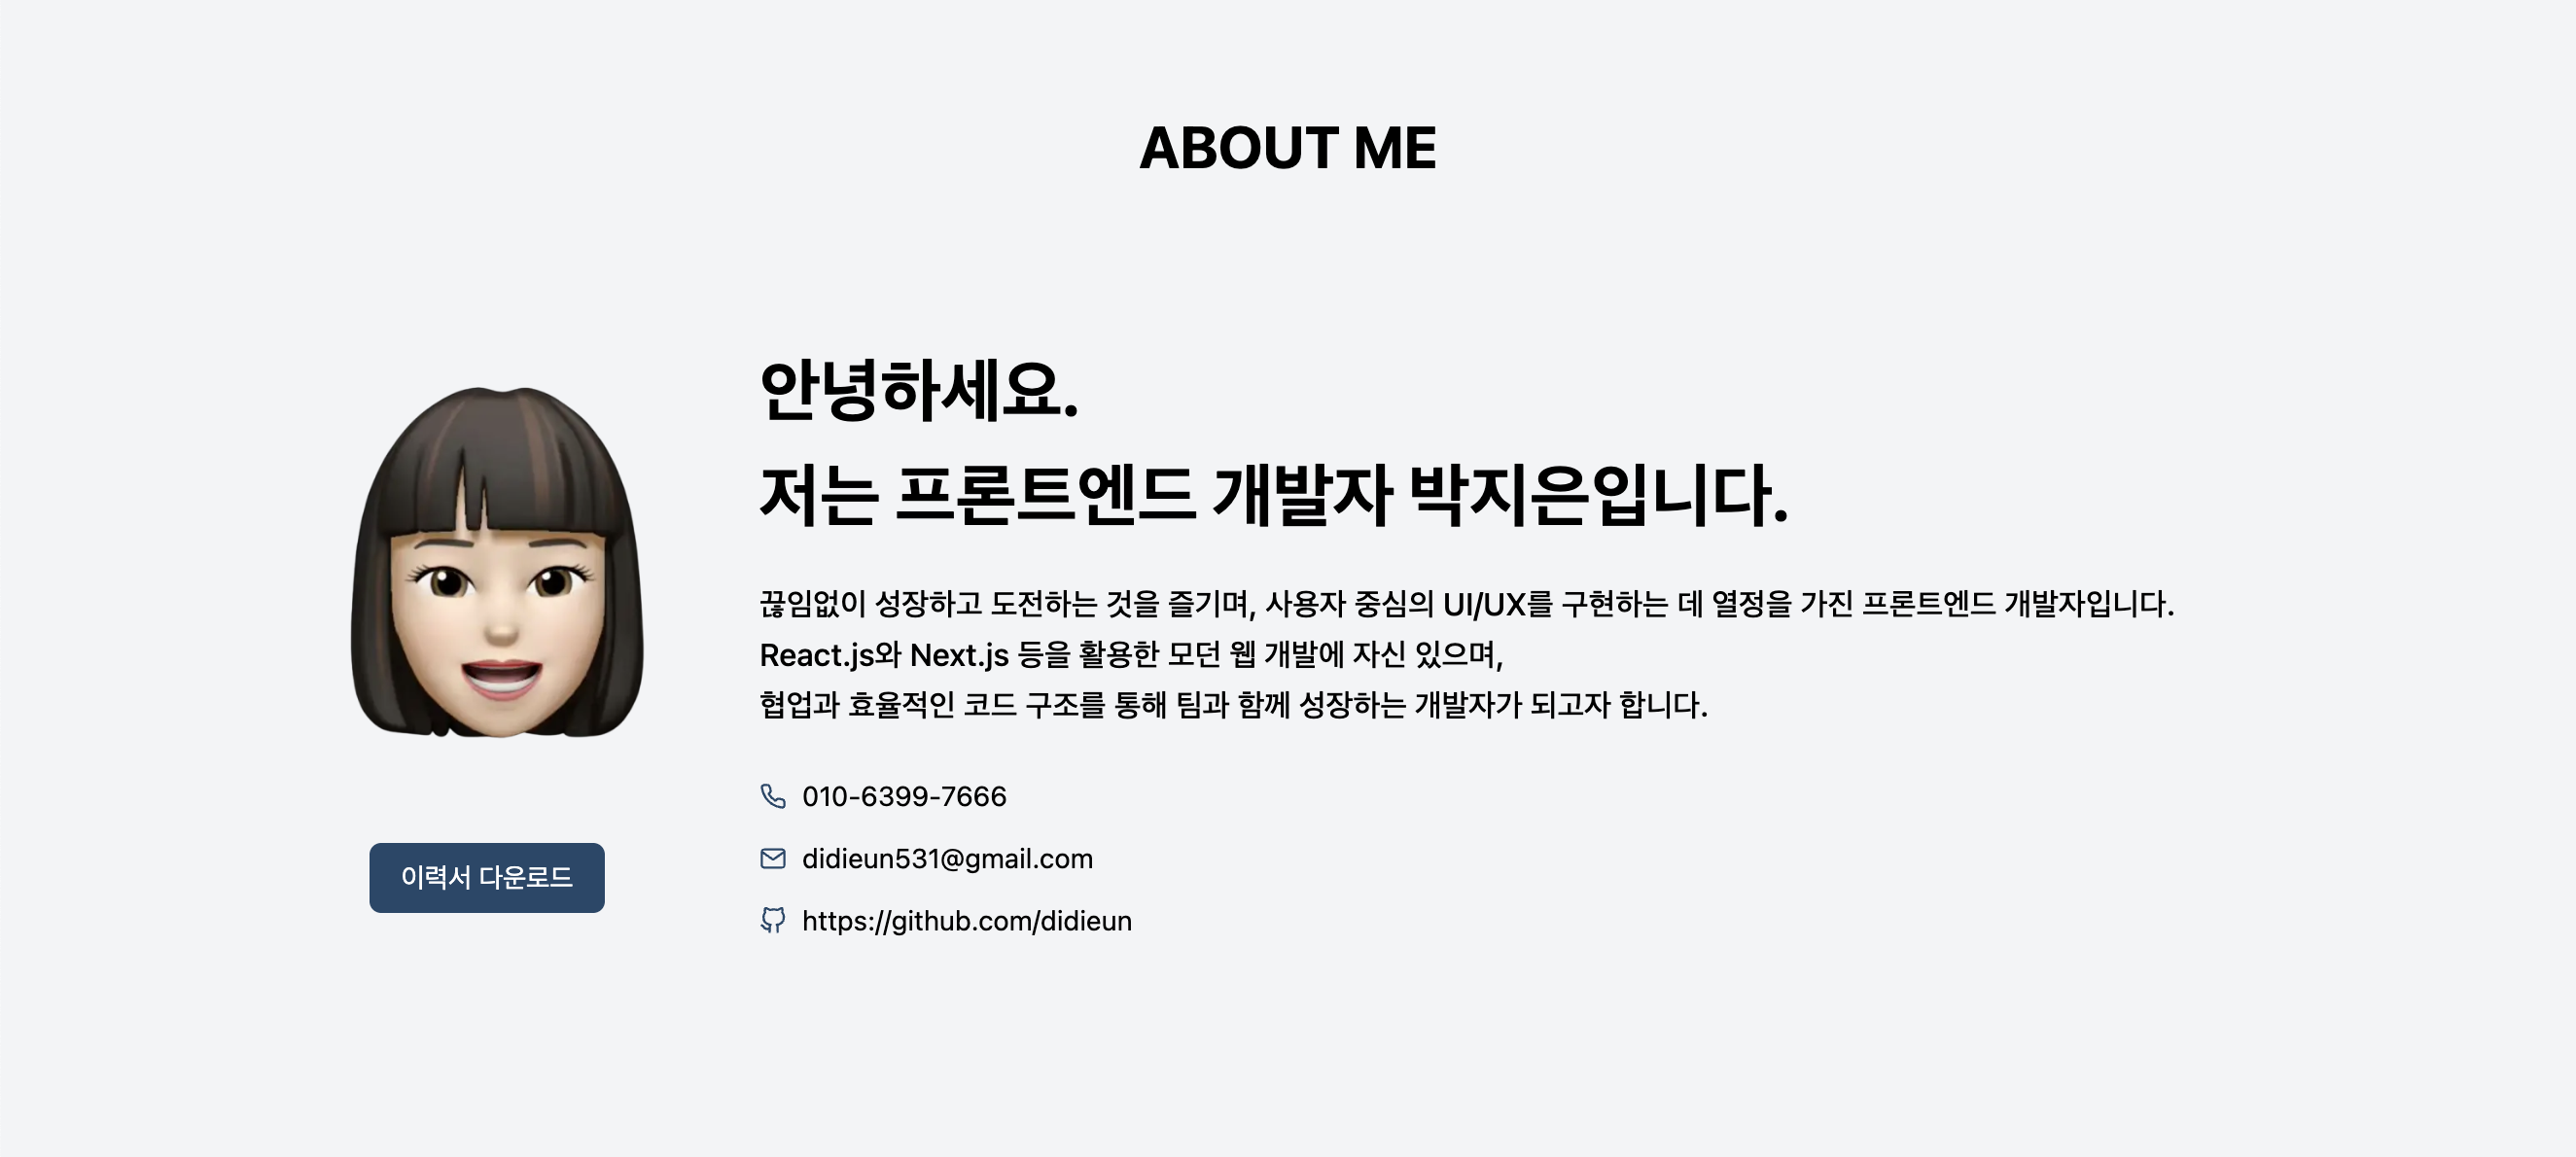 ABOUT ME
안녕하세요.
저는 프론트엔드 개발자 박지은입니다.
끊임없이 성장하고 도전하는 것을 즐기며, 사용자 중심의 UI/UX를 구현하는 데 열정을 가진 프론트엔드 개발자입니다.
React.js와 Next.js 등을 활용한 모던 웹 개발에 자신 있으며,
협업과 효율적인 코드 구조를 통해 팀과 함께 성장하는 개발자가 되고자 합니다.
010-6399-7666
didieun531@gmail.com
https://github.com/didieun
이력서 다운로드